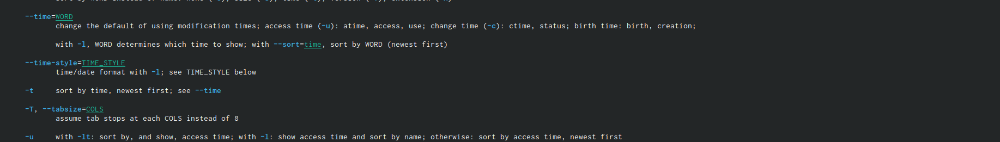 --time=WORD
change the default of using modification times; access time (-u): atime, access, use; change time (-c): ctime, status; birth time: birth, creation;
with -l, WORD determines which time to show; with --sort=time, sort by WORD (newest first)
--time-style=TIME_STYLE
time/date format with -l; see TIME_STYLE below
-t sort by time, newest first; see --time
-T, --tabsize=COLS
assume tab stops at each COLS instead of 8
-u with -lt: sort by, and show, access time; with -l: show access time and sort by name; otherwise: sort by access time, newest first